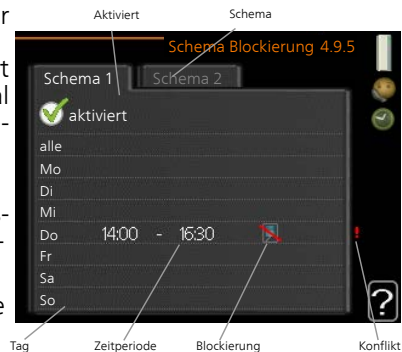 Aktiviert Schema
Schema Blockierung 4.9.5
Schema 1 Schema 2
aktiviert
alle
Mo
Di
Mi
Do 14:00 - 16:30 !
Fr
Sa
So
?
Tag Zeitperiode Blockierung Konflikt